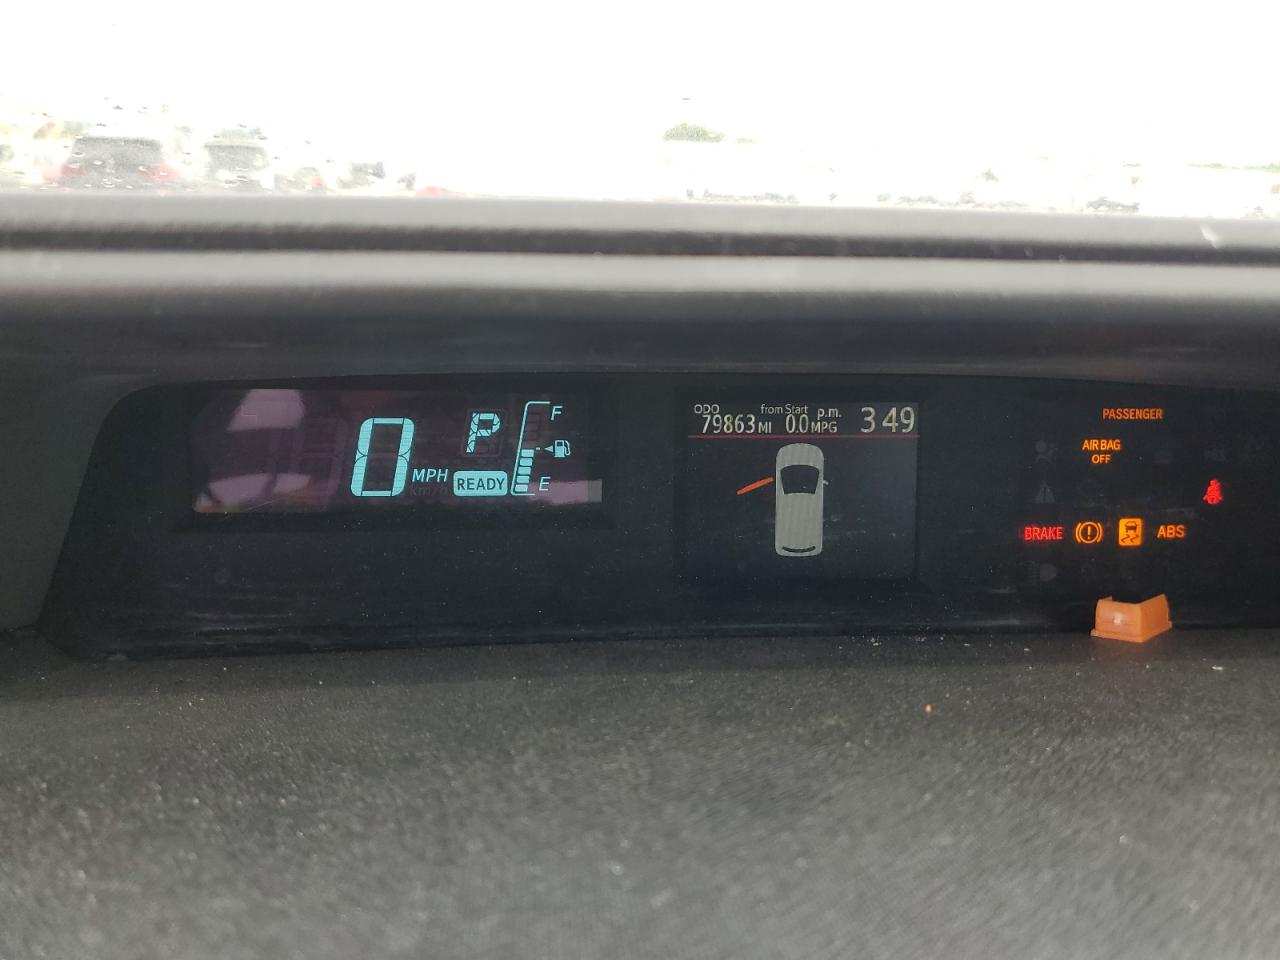 0 MPH
km/h
P
READY
F
E
ODO from Start p.m.
79863 MI 0.0 MPG 3 49
PASSENGER
AIR BAG
OFF
BRAKE ABS